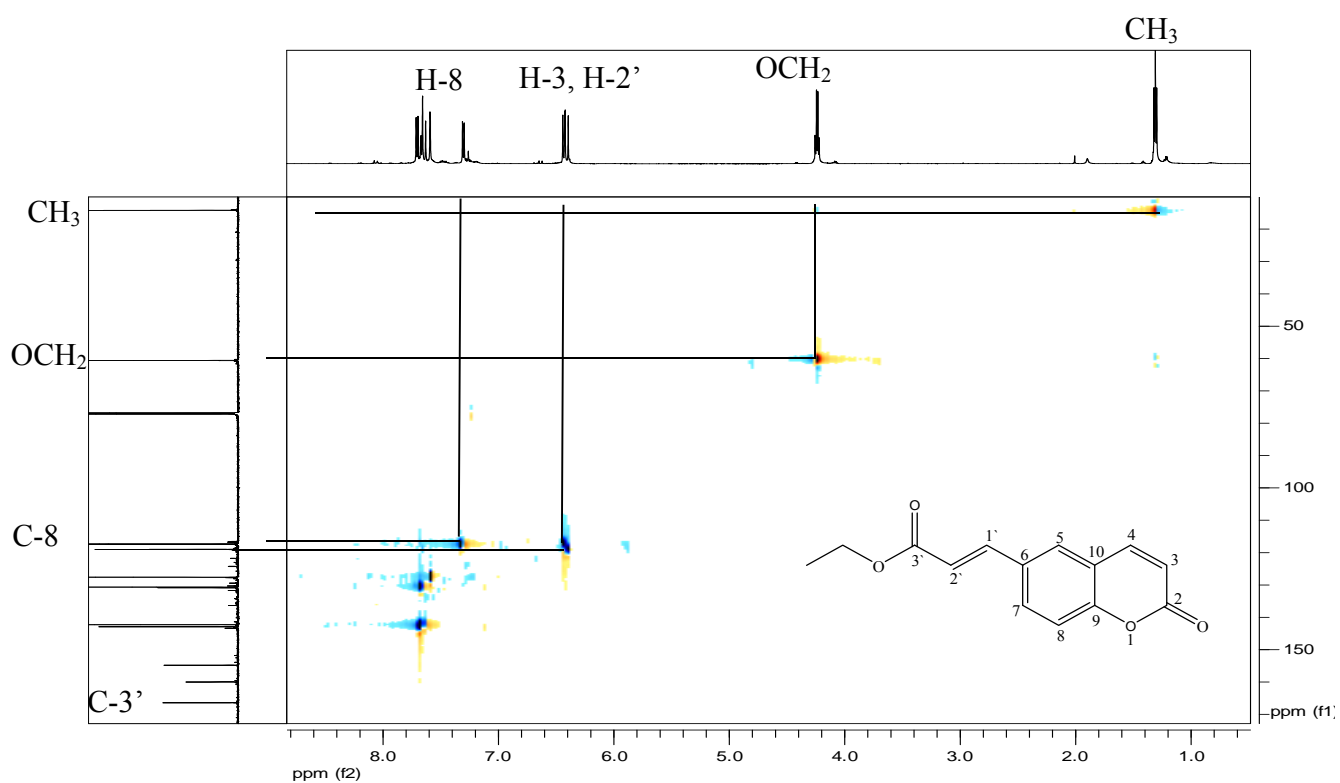 CH₃
OCH₂
H-8
H-3, H-2’
CH₃
OCH₂
C-8
C-3’
50
100
150
ppm (f1)
8.0
7.0
6.0
5.0
4.0
3.0
2.0
1.0
ppm (f2)
O
O
3`
2`
1`
6
5
10
4
3
2
O
1
O
9
8
7